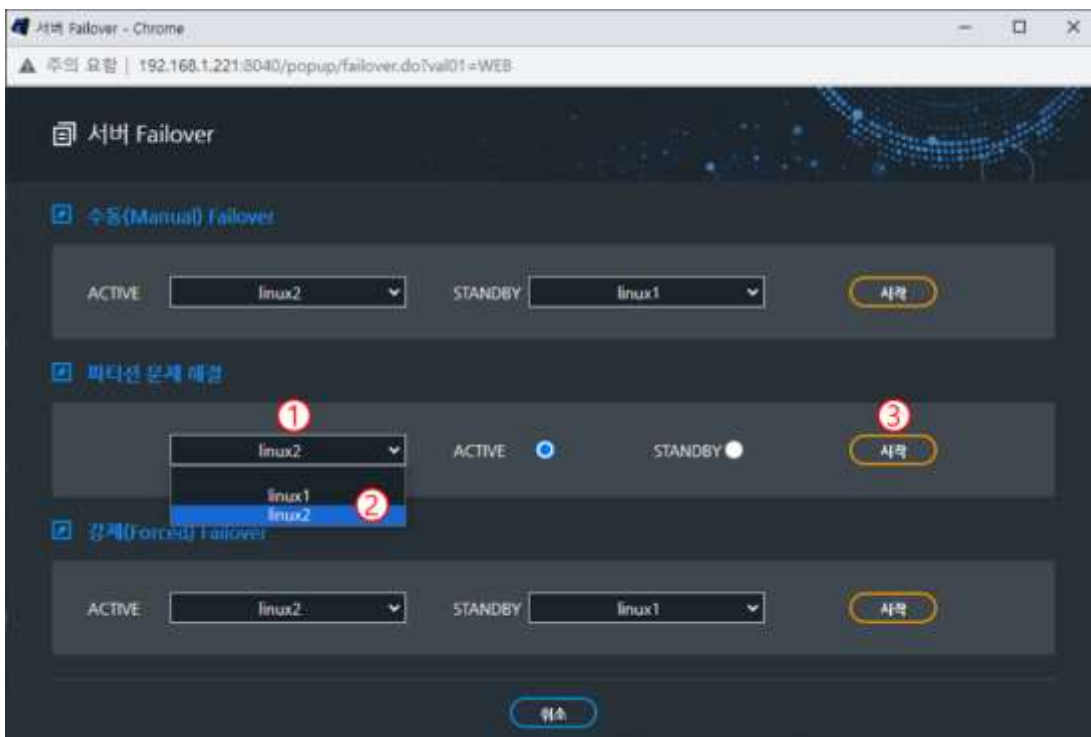 서버 Failover - Chrome
주의 요함 | 192.168.1.221:8040/popup/failover.do?val01=WEB
서버 Failover
수동(Manual) Failover
ACTIVE linux2 STANDBY linux1 시작
파티션 문제 해결
1 3
linux2 ACTIVE STANDBY 시작
linux1
linux2 2
강제(Forced) Failover
ACTIVE linux2 STANDBY linux1 시작
취소